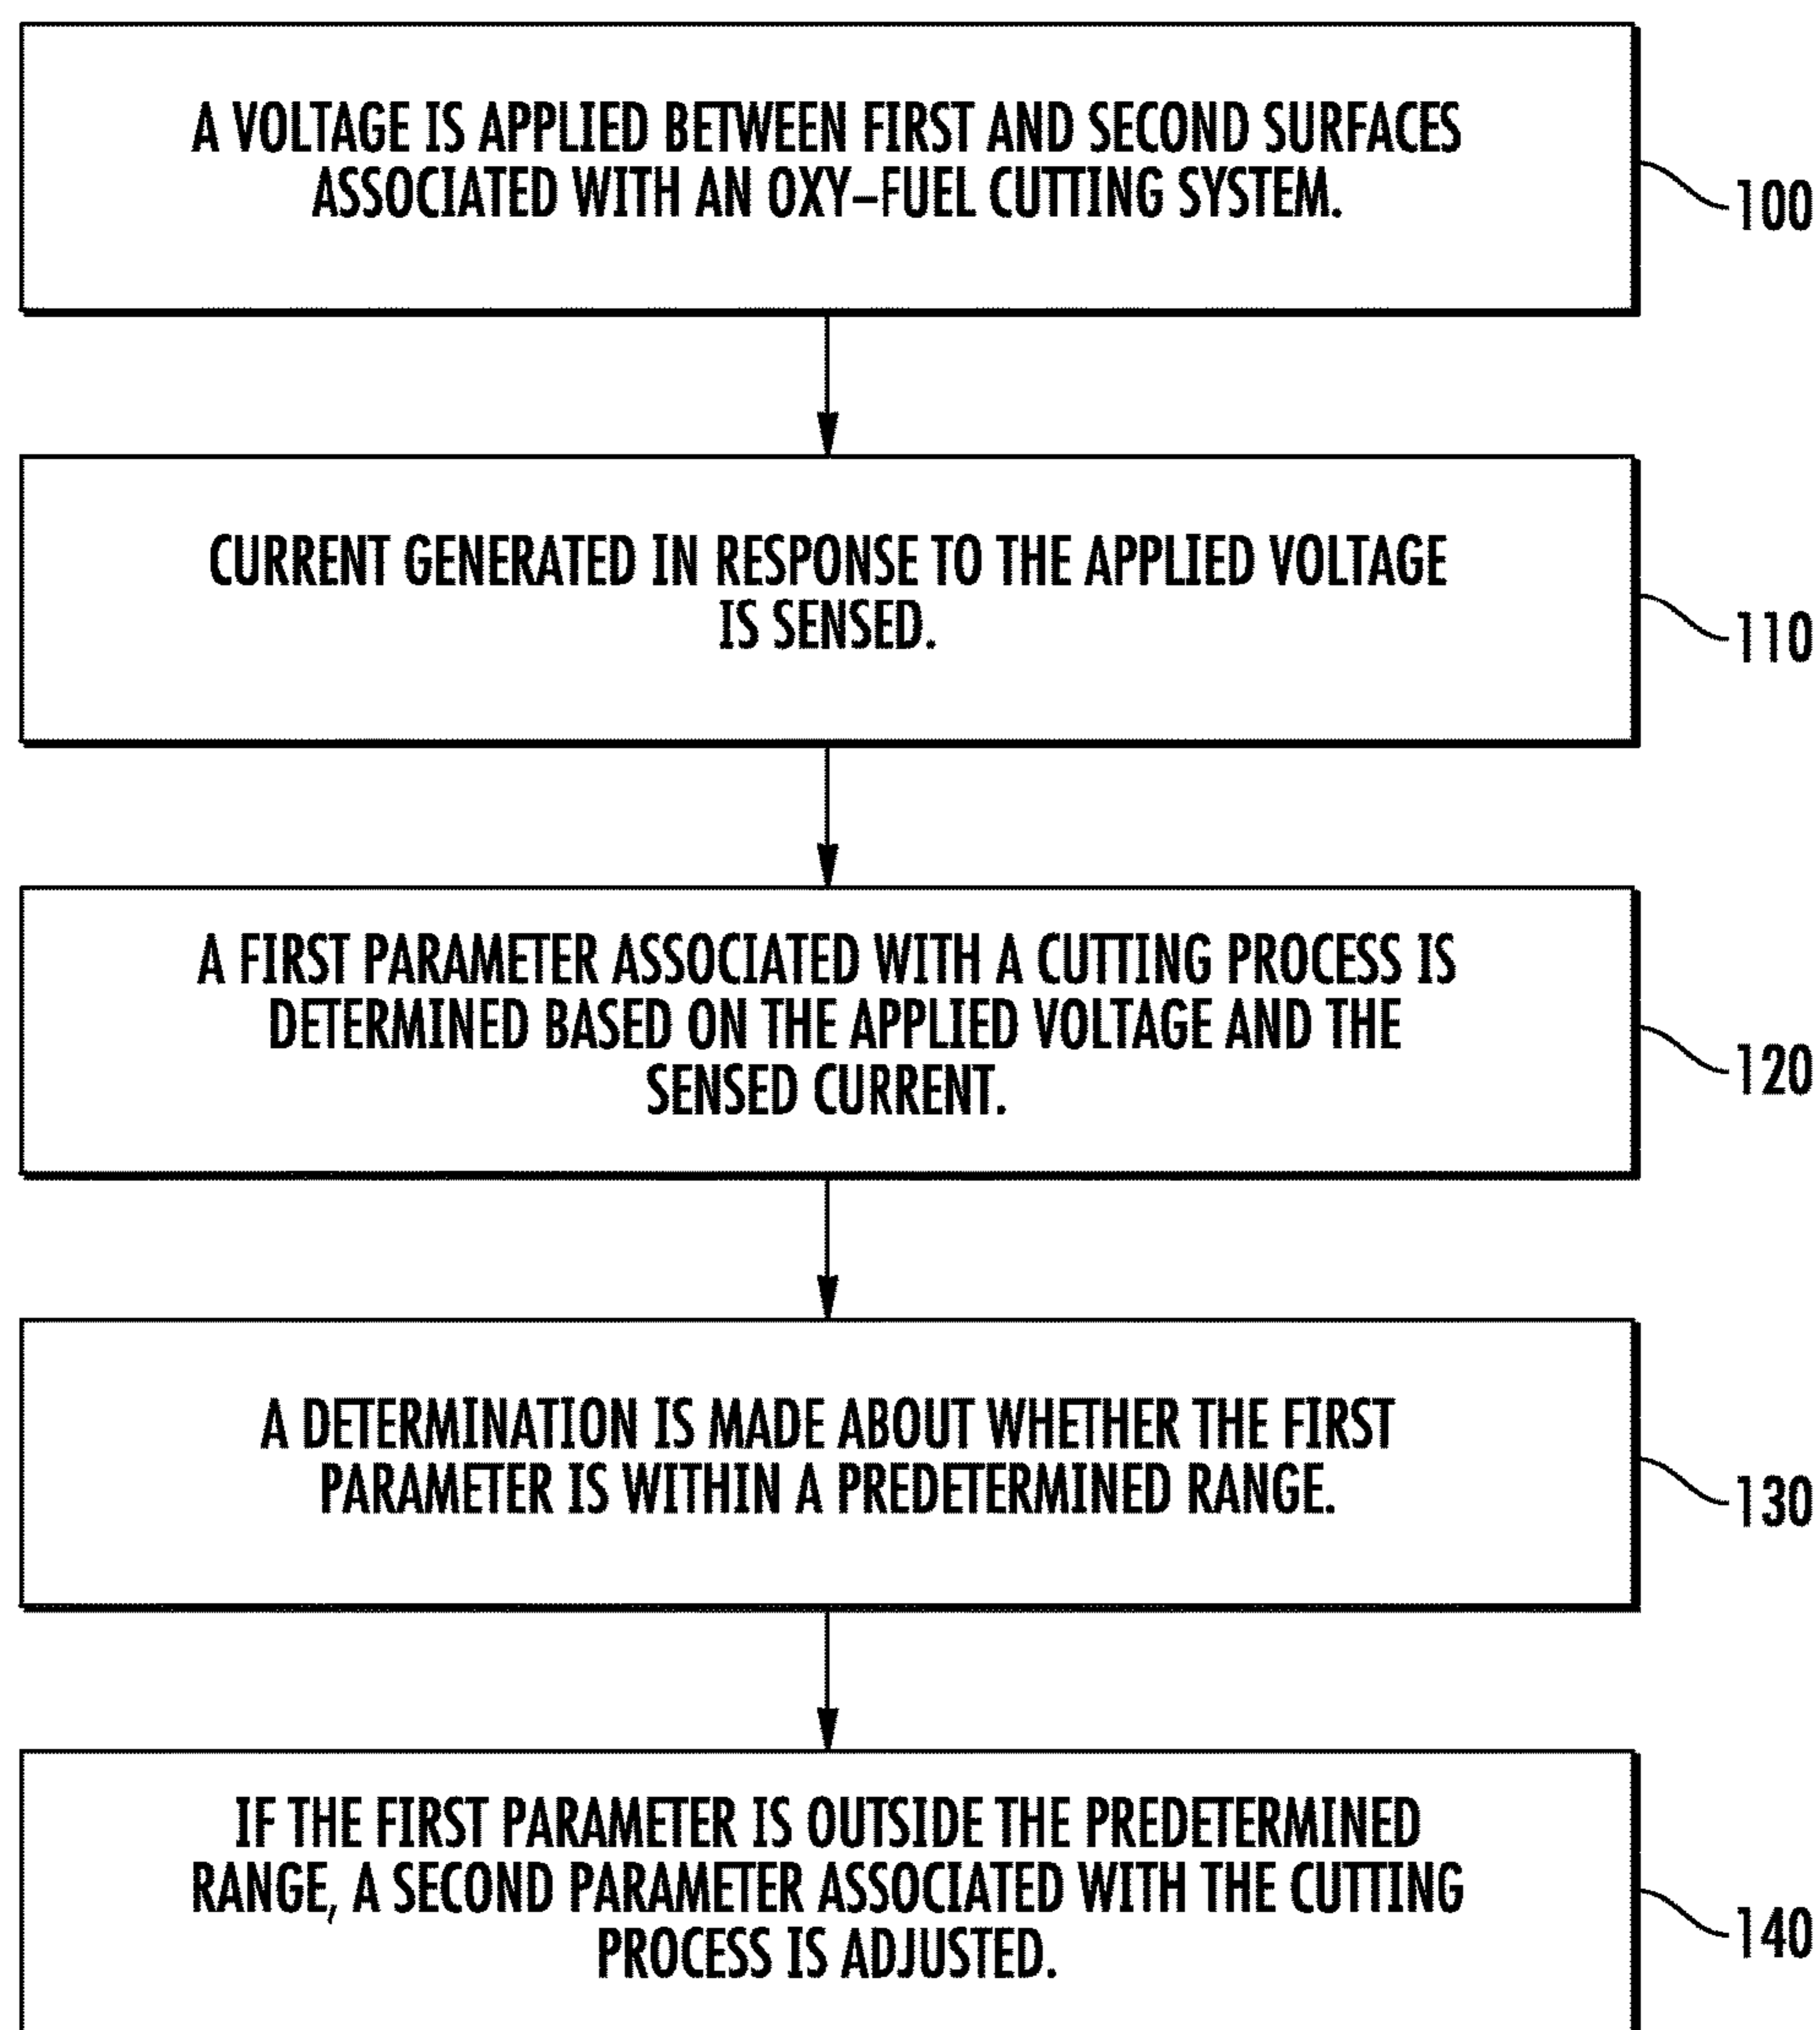 A VOLTAGE IS APPLIED BETWEEN FIRST AND SECOND SURFACES
ASSOCIATED WITH AN OXY–FUEL CUTTING SYSTEM.
100
CURRENT GENERATED IN RESPONSE TO THE APPLIED VOLTAGE
IS SENSED.
110
A FIRST PARAMETER ASSOCIATED WITH A CUTTING PROCESS IS
DETERMINED BASED ON THE APPLIED VOLTAGE AND THE
SENSED CURRENT.
120
A DETERMINATION IS MADE ABOUT WHETHER THE FIRST
PARAMETER IS WITHIN A PREDETERMINED RANGE.
130
IF THE FIRST PARAMETER IS OUTSIDE THE PREDETERMINED
RANGE, A SECOND PARAMETER ASSOCIATED WITH THE CUTTING
PROCESS IS ADJUSTED.
140